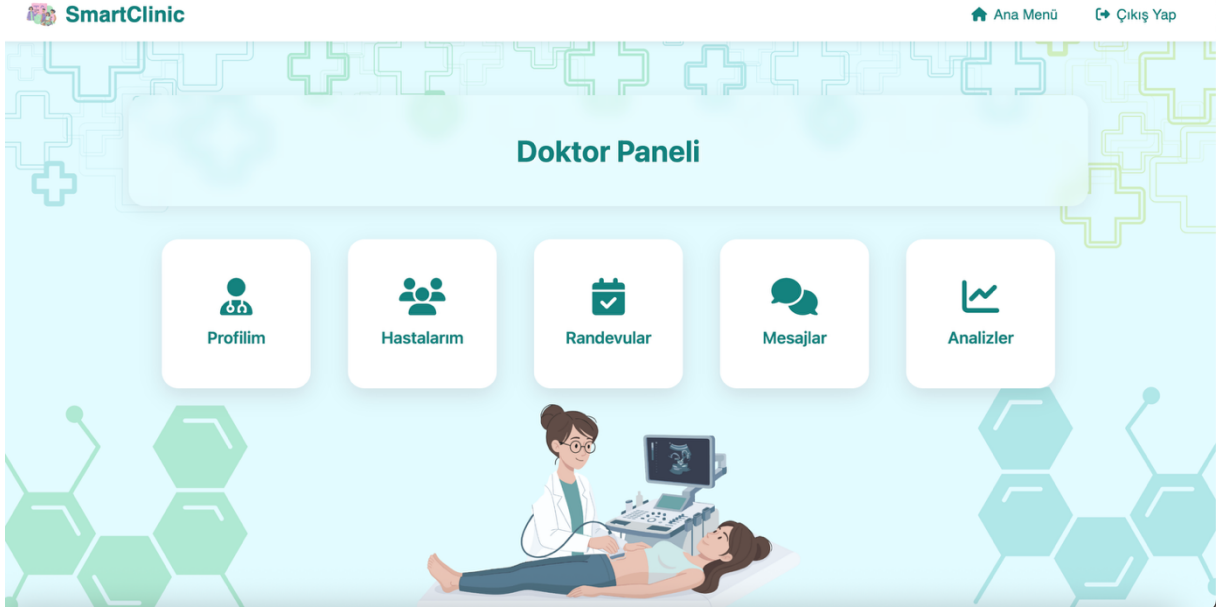 SmartClinic
Ana Menü
Çıkış Yap
Doktor Paneli
Profilim
Hastalarım
Randevular
Mesajlar
Analizler